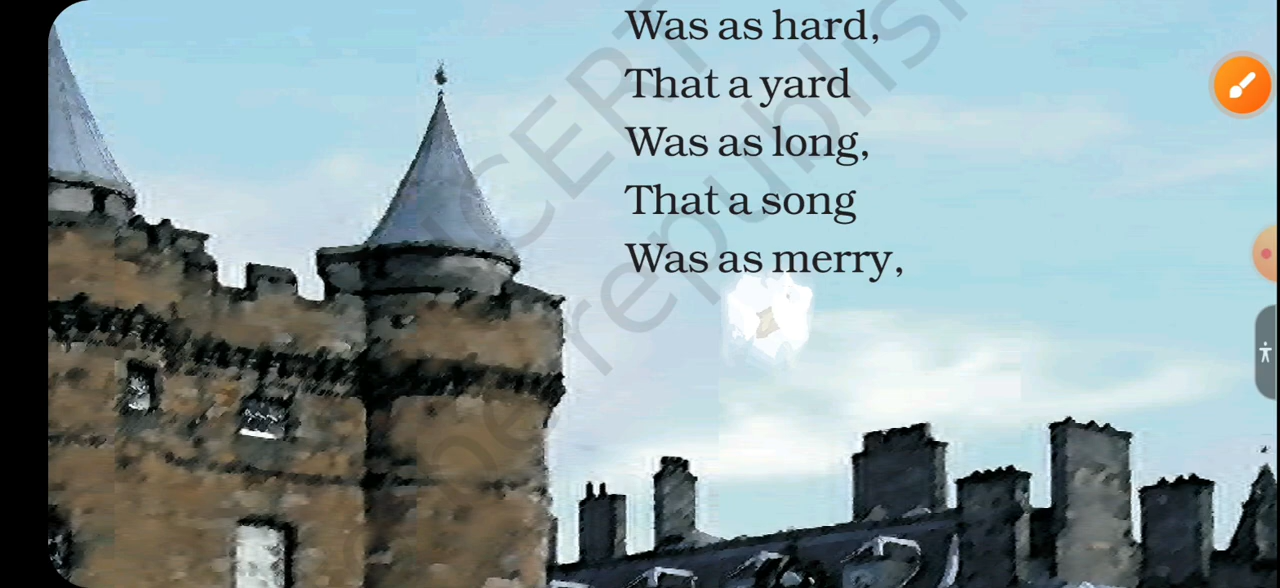 Was as hard,
That a yard
Was as long,
That a song
Was as merry,